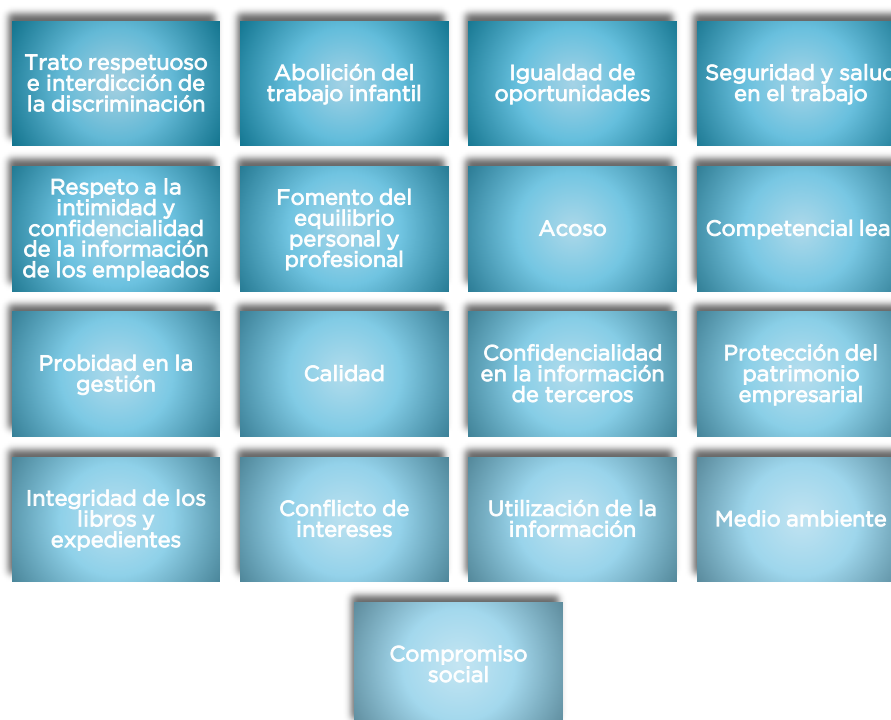 Trato respetuoso
e interdicción de
la discriminación
Abolición del
trabajo infantil
Igualdad de
oportunidades
Seguridad y salud
en el trabajo
Respeto a la
intimidad y
confidencialidad
de la información
de los empleados
Fomento del
equilibrio
personal y
profesional
Acoso
Competencial lea
Probidad en la
gestión
Calidad
Confidencialidad
en la información
de terceros
Protección del
patrimonio
empresarial
Integridad de los
libros y
expedientes
Conflicto de
intereses
Utilización de la
información
Medio ambiente
Compromiso
social